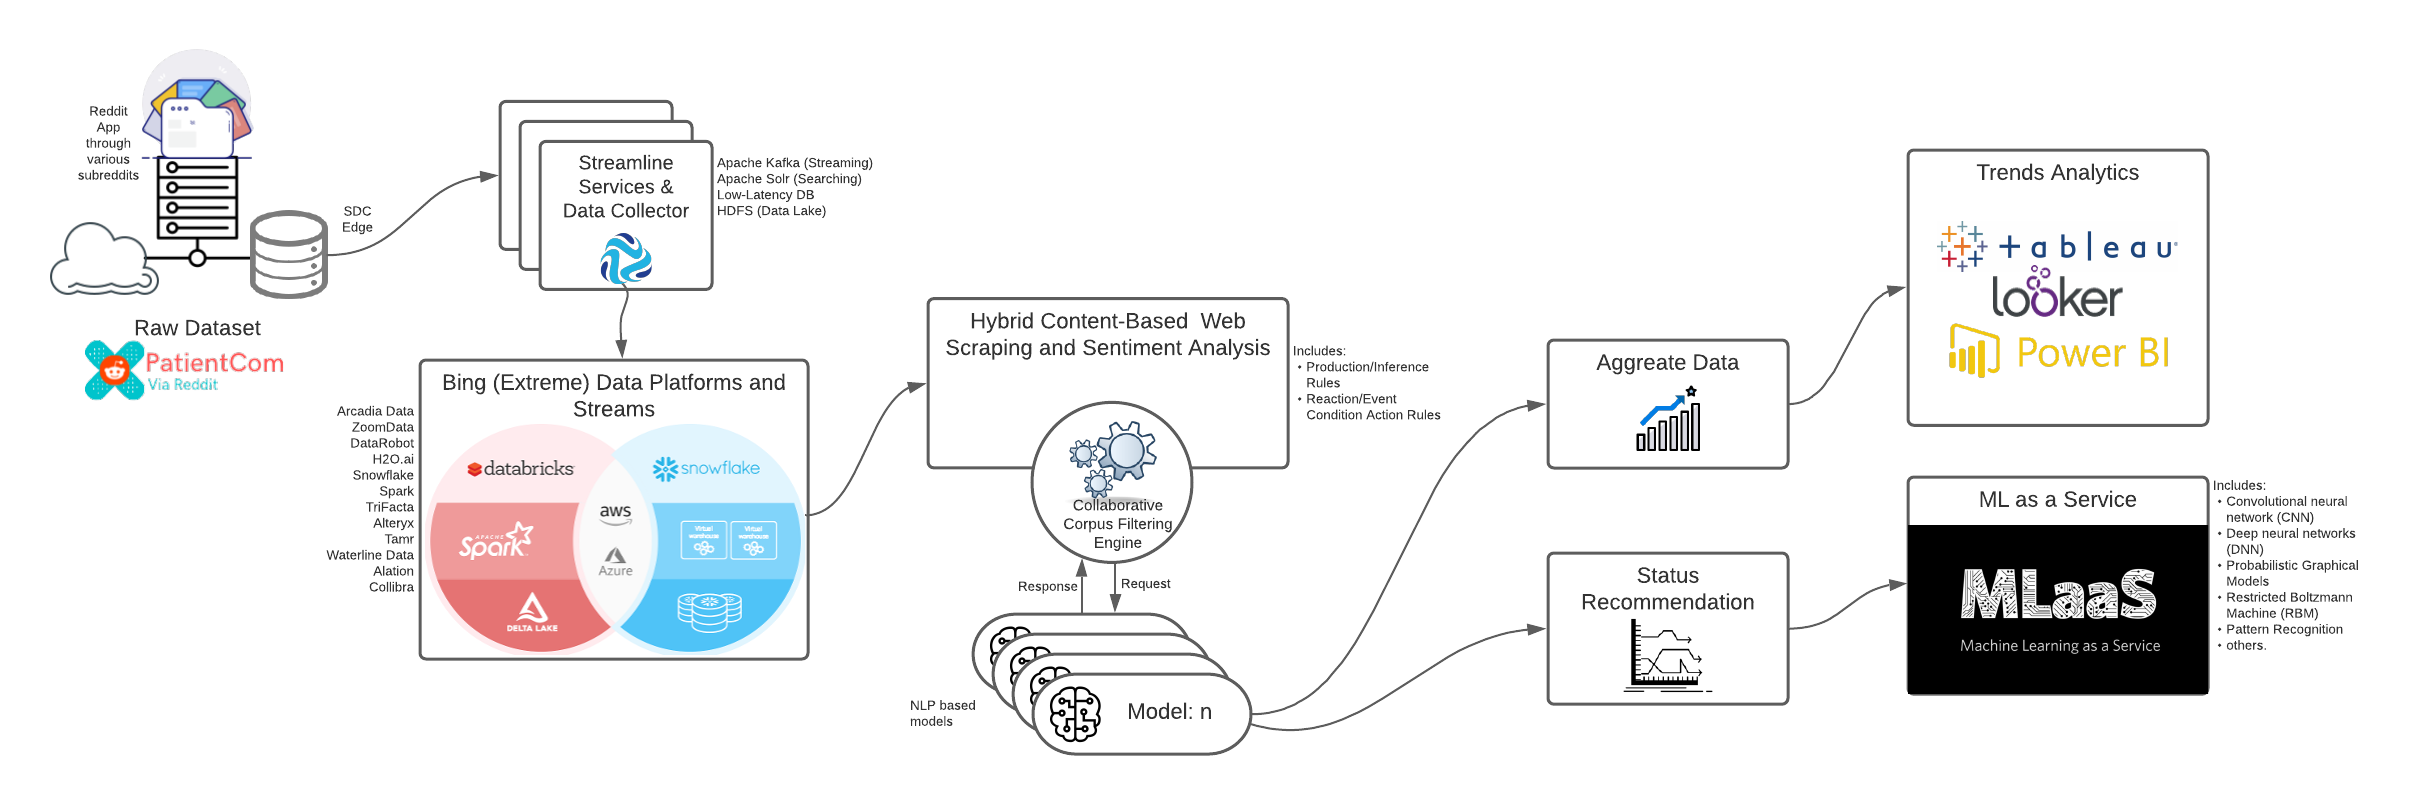 Reddit
App
through
various
subreddits
SDC
Edge
Raw Dataset
PatientCom
Via Reddit
Streamline
Services &
Data Collector
Apache Kafka (Streaming)
Apache Solr (Searching)
Low-Latency DB
HDFS (Data Lake)
Bing (Extreme) Data Platforms and
Streams
Arcadia Data
ZoomData
DataRobot
H2O.ai
Snowflake
Spark
TriFacta
Alteryx
Tamr
Waterline Data
Alation
Collibra
databricks
snowflake
APACHE
Spark
aws
Azure
Virtual
warehouse
Virtual
warehouse
DELTA LAKE
Hybrid Content-Based Web
Scraping and Sentiment Analysis
Includes:
• Production/Inference
Rules
• Reaction/Event
Condition Action Rules
Collaborative
Corpus Filtering
Engine
Response
Request
NLP based
models
Model: n
Aggreate Data
Status
Recommendation
Trends Analytics
+ableau
looker
Power BI
ML as a Service
MLaaS
Machine Learning as a Service
Includes:
• Convolutional neural
network (CNN)
• Deep neural networks
(DNN)
• Probabilistic Graphical
Models
• Restricted Boltzmann
Machine (RBM)
• Pattern Recognition
• others.